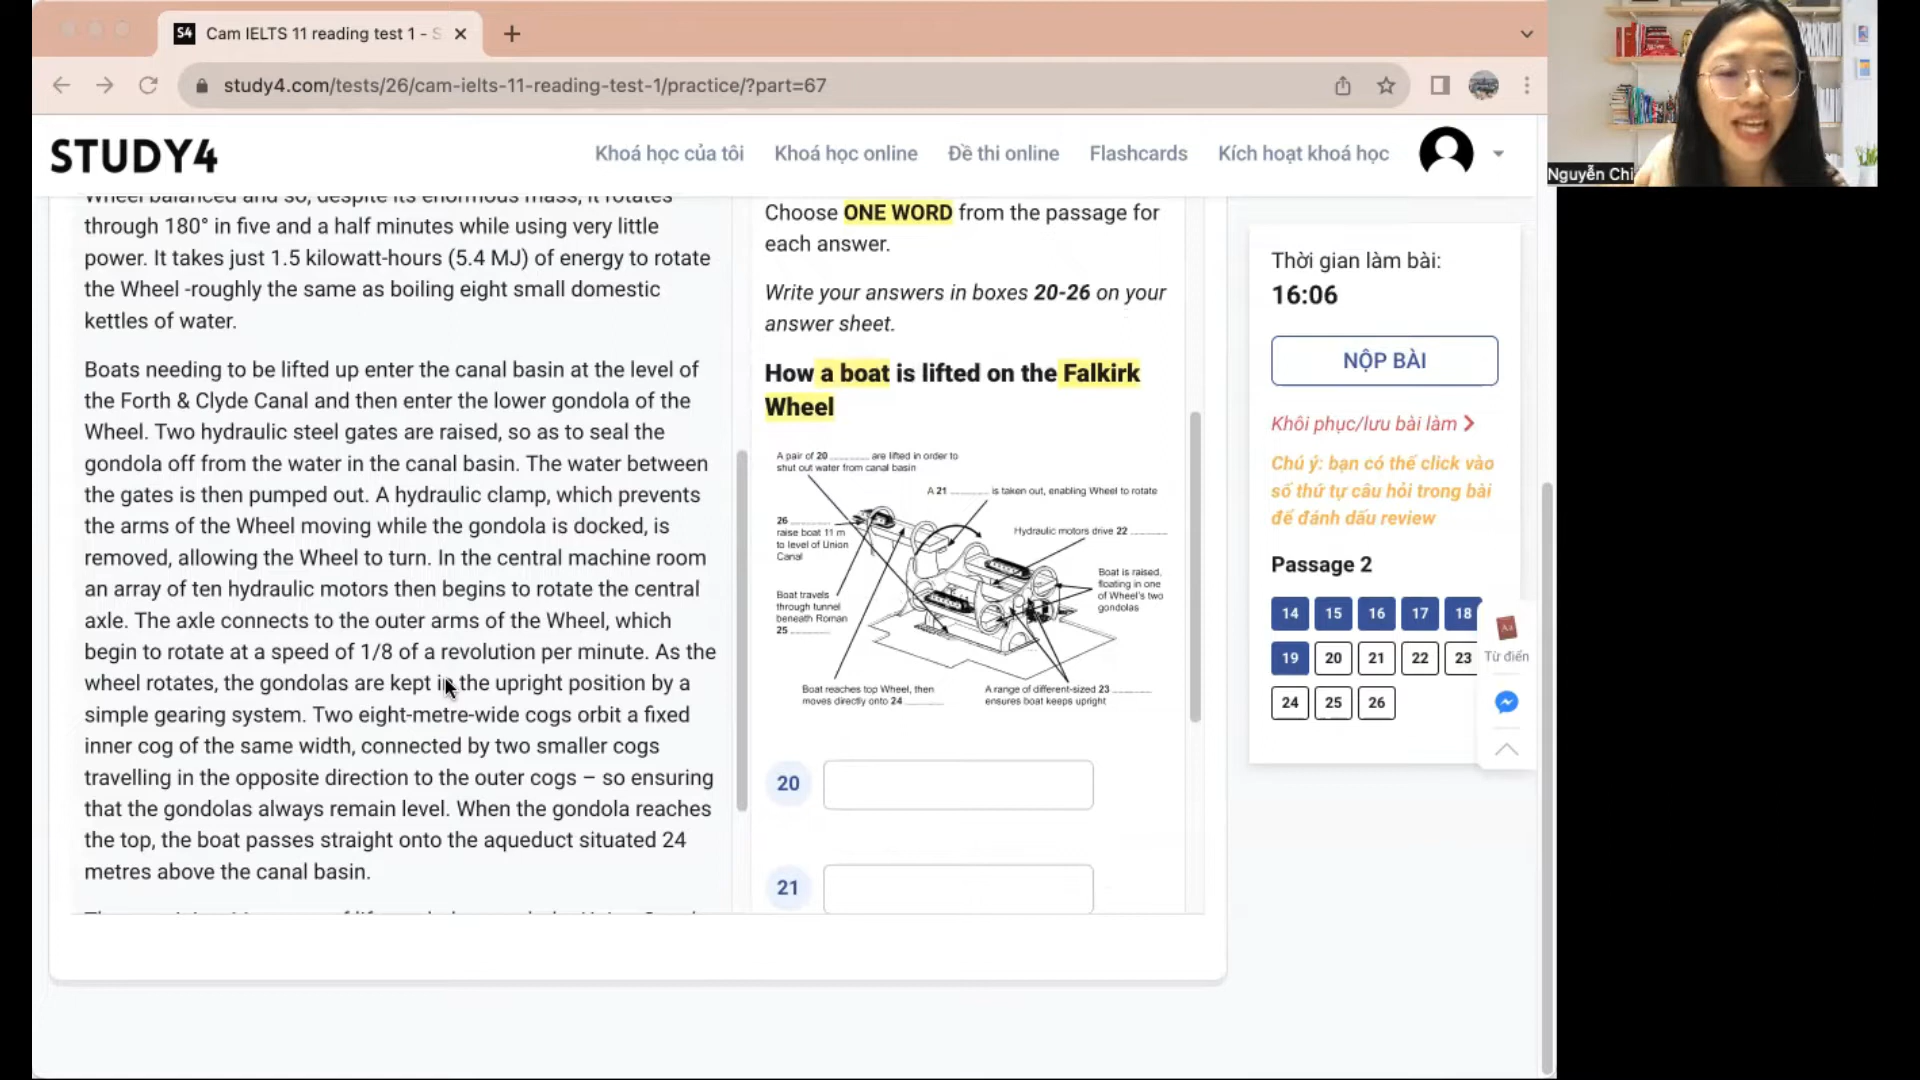 S4 Cam IELTS 11 reading test 1 - S
study4.com/tests/26/cam-ielts-11-reading-test-1/practice/?part=67
STUDY4
Khoá học của tôi
Khoá học online
Đề thi online
Flashcards
Kích hoạt khoá học
Nguyễn Chi
Wheel balanced and so, despite its enormous mass, it rotates
through 180° in five and a half minutes while using very little
power. It takes just 1.5 kilowatt-hours (5.4 MJ) of energy to rotate
the Wheel -roughly the same as boiling eight small domestic
kettles of water.
Boats needing to be lifted up enter the canal basin at the level of
the Forth & Clyde Canal and then enter the lower gondola of the
Wheel. Two hydraulic steel gates are raised, so as to seal the
gondola off from the water in the canal basin. The water between
the gates is then pumped out. A hydraulic clamp, which prevents
the arms of the Wheel moving while the gondola is docked, is
removed, allowing the Wheel to turn. In the central machine room
an array of ten hydraulic motors then begins to rotate the central
axle. The axle connects to the outer arms of the Wheel, which
begin to rotate at a speed of 1/8 of a revolution per minute. As the
wheel rotates, the gondolas are kept in the upright position by a
simple gearing system. Two eight-metre-wide cogs orbit a fixed
inner cog of the same width, connected by two smaller cogs
travelling in the opposite direction to the outer cogs – so ensuring
that the gondolas always remain level. When the gondola reaches
the top, the boat passes straight onto the aqueduct situated 24
metres above the canal basin.
Choose ONE WORD from the passage for
each answer.
Write your answers in boxes 20-26 on your
answer sheet.
How a boat is lifted on the Falkirk
Wheel
A pair of 20 ________ are lifted in order to
shut out water from canal basin
A 21 ________ is taken out, enabling Wheel to rotate
26 ________
raise boat 11 m
to level of Union
Canal
Hydraulic motors drive 22 ________
Boat is raised,
floating in one
of Wheel's two
gondolas
Boat travels
through tunnel
beneath Roman
25 ________
Boat reaches top Wheel, then
moves directly onto 24 ________
A range of different-sized 23 ________
ensures boat keeps upright
20
21
Thời gian làm bài:
16:06
NỘP BÀI
Khôi phục/lưu bài làm
Chú ý: bạn có thể click vào
số thứ tự câu hỏi trong bài
để đánh dấu review
Passage 2
14 15 16 17 18
19 20 21 22 23
24 25 26
Từ điển